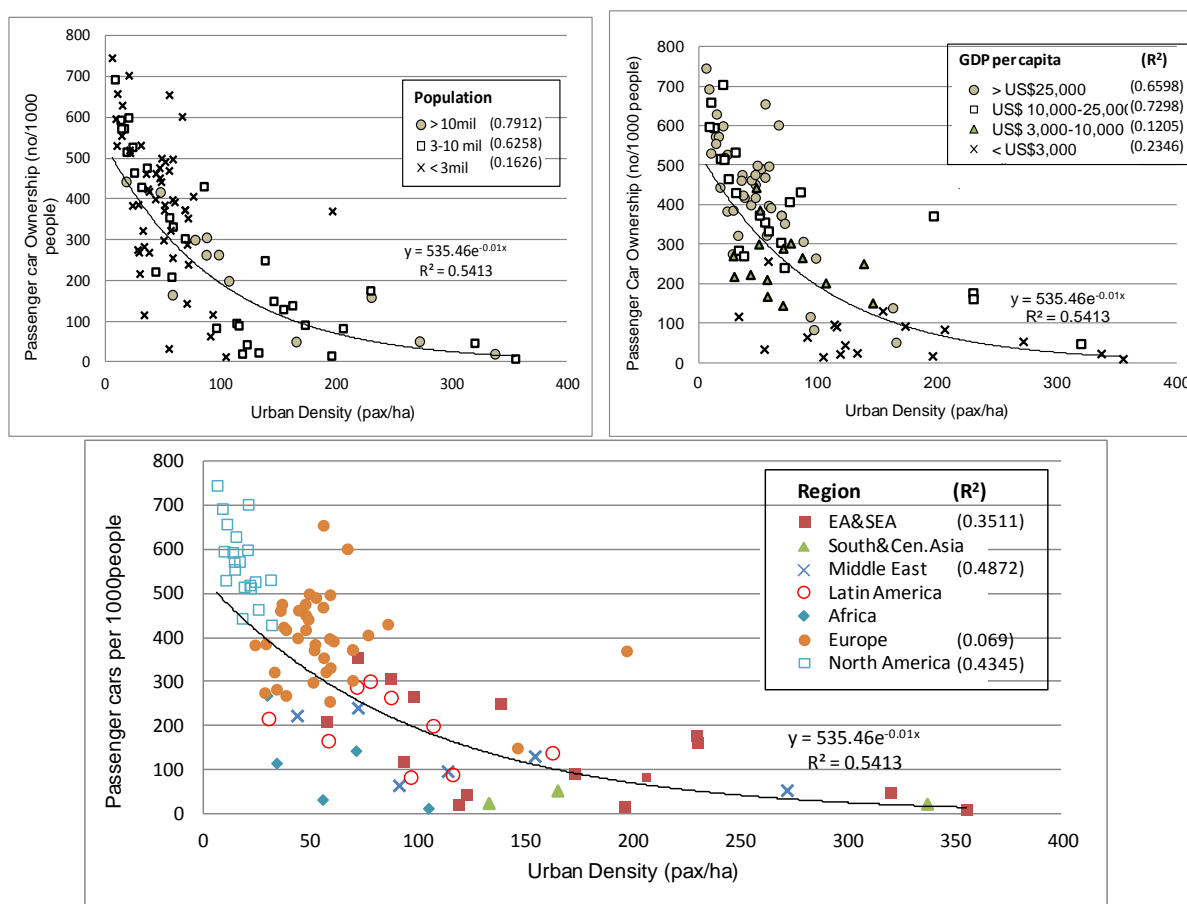 800
700
600
500
400
300
200
100
0
Passenger car Ownership (no/1000 people)
Population
> 10mil (0.7912)
3-10 mil (0.6258)
<3mil (0.1626)
y = 535.46e^-0.01x
R² = 0.5413
0 100 200 300 400
Urban Density (pax/ha)
800
700
600
500
400
300
200
100
0
Passenger Car Ownership (no/1000 people)
GDP per capita (R²)
> US$25,000 (0.6598)
US$ 10,000-25,000 (0.7298)
US$ 3,000-10,000 (0.1205)
< US$3,000 (0.2346)
y = 535.46e^-0.01x
R² = 0.5413
0 100 200 300 400
Urban Density (pax/ha)
800
700
600
500
400
300
200
100
0
Passenger cars per 1000people
Region (R²)
EA&SEA (0.3511)
South&Cen.Asia
Middle East (0.4872)
Latin America
Africa
Europe (0.069)
North America (0.4345)
y = 535.46e^-0.01x
R² = 0.5413
0 50 100 150 200 250 300 350 400
Urban Density (pax/ha)